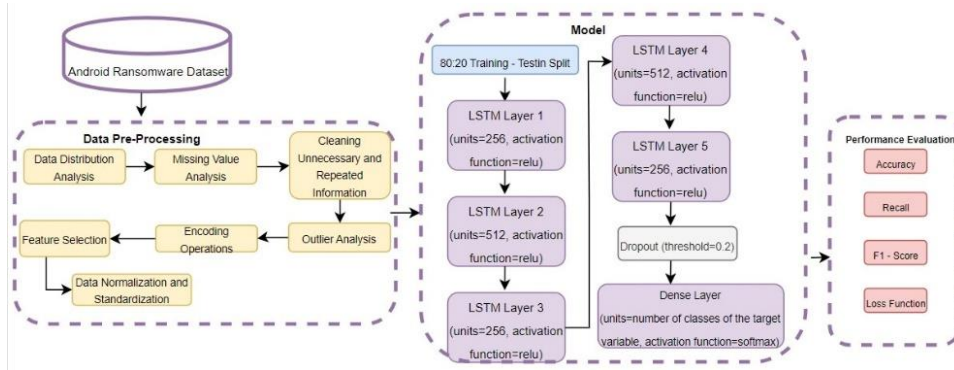 Android Ransomware Dataset
Data Pre-Processing
Data Distribution
Analysis
Missing Value
Analysis
Cleaning
Unnecessary and
Repeated
Information
Outlier Analysis
Encoding
Operations
Feature Selection
Data Normalization and
Standardization
Model
80:20 Training - Testin Split
LSTM Layer 1
(units=256, activation
function=relu)
LSTM Layer 2
(units=512, activation
function=relu)
LSTM Layer 3
(units=256, activation
function=relu)
LSTM Layer 4
(units=512, activation
function=relu)
LSTM Layer 5
(units=256, activation
function=relu)
Dropout (threshold=0.2)
Dense Layer
(units=number of classes of the target
variable, activation function=softmax)
Performance Evaluation
Accuracy
Recall
F1 - Score
Loss Function